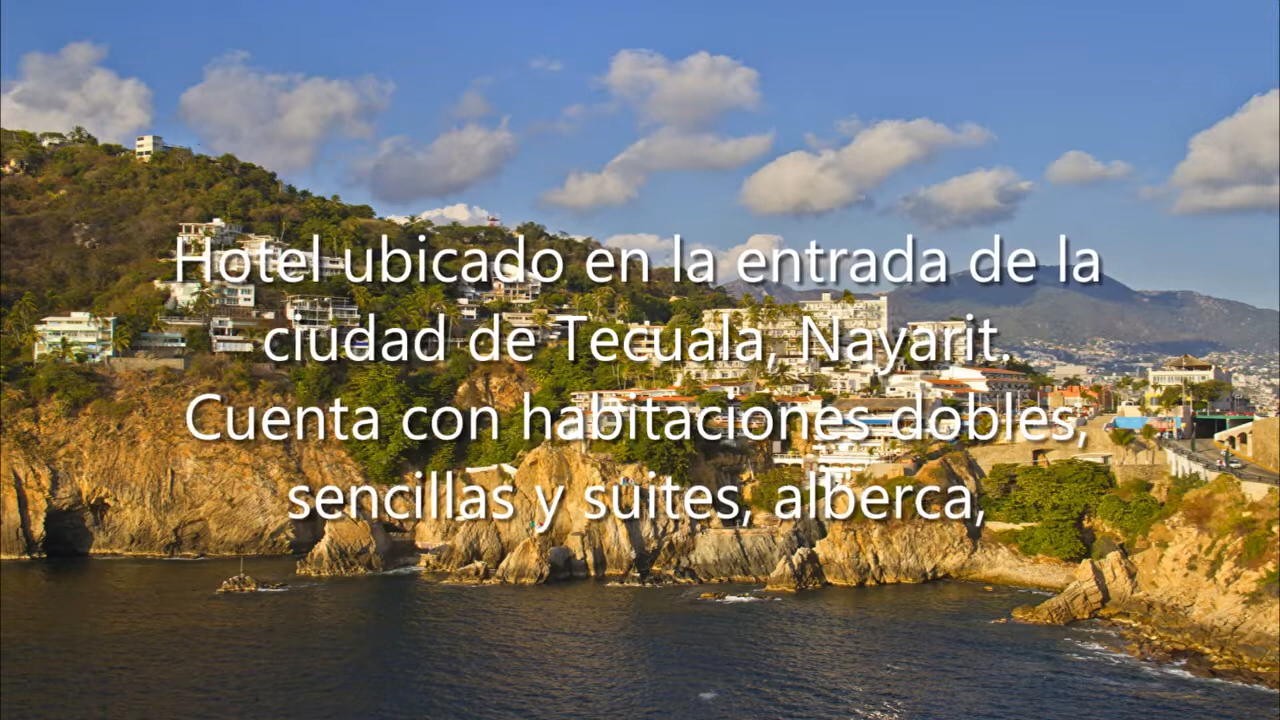 Hotel ubicado en la entrada de la
ciudad de Tecuala, Nayarit.
Cuenta con habitaciones dobles,
sencillas y suites, alberca,